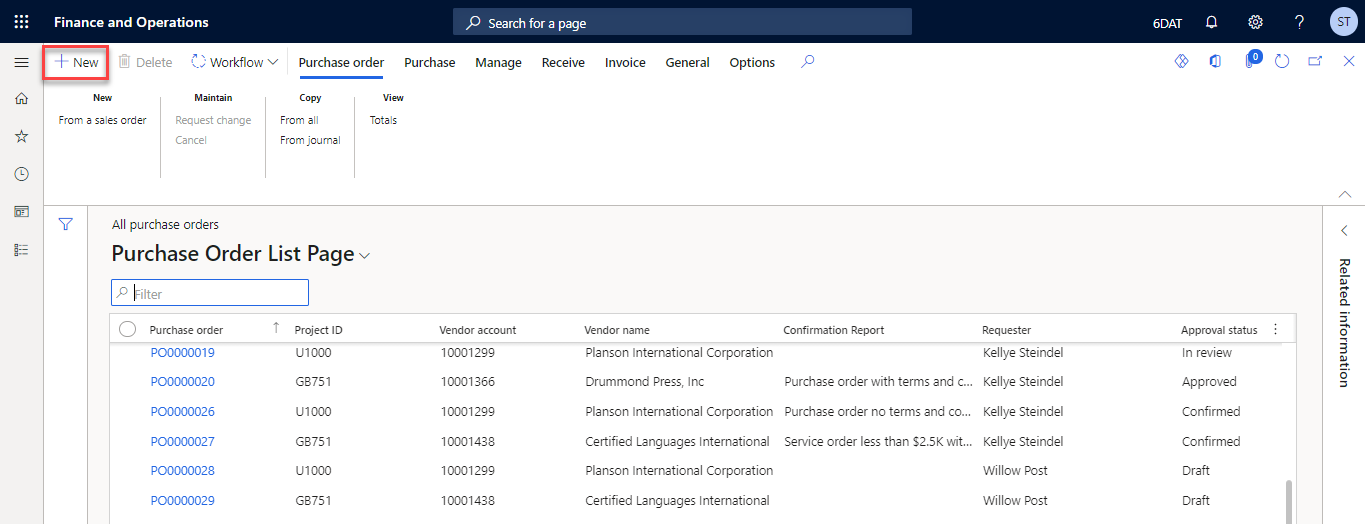 Finance and Operations Search for a page 6DAT ? ST
New Delete Workflow Purchase order Purchase Manage Receive Invoice General Options 0
New Maintain Copy View
From a sales order Request change From all Totals
Cancel From journal
All purchase orders
Purchase Order List Page
Filter
Related information
Purchase order Project ID Vendor account Vendor name Confirmation Report Requester Approval status
PO0000019 U1000 10001299 Planson International Corporation Kellye Steindel In review
PO0000020 GB751 10001366 Drummond Press, Inc Purchase order with terms and c... Kellye Steindel Approved
PO0000026 U1000 10001299 Planson International Corporation Purchase order no terms and co... Kellye Steindel Confirmed
PO0000027 GB751 10001438 Certified Languages International Service order less than $2.5K wit... Kellye Steindel Confirmed
PO0000028 U1000 10001299 Planson International Corporation Willow Post Draft
PO0000029 GB751 10001438 Certified Languages International Willow Post Draft